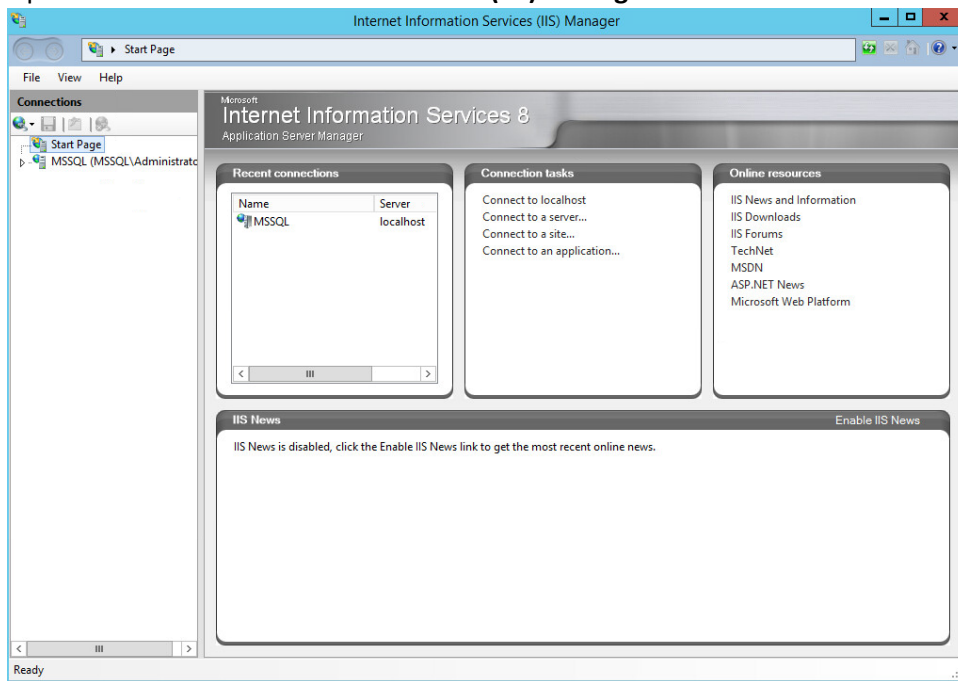 Internet Information Services (IIS) Manager
Start Page
File View Help
Connections
Start Page
MSSQL (MSSQL\Administrato
Microsoft
Internet Information Services 8
Application Server Manager
Recent connections
Name Server
MSSQL localhost
Connection tasks
Connect to localhost
Connect to a server...
Connect to a site...
Connect to an application...
Online resources
IIS News and Information
IIS Downloads
IIS Forums
TechNet
MSDN
ASP.NET News
Microsoft Web Platform
IIS News Enable IIS News
IIS News is disabled, click the Enable IIS News link to get the most recent online news.
Ready